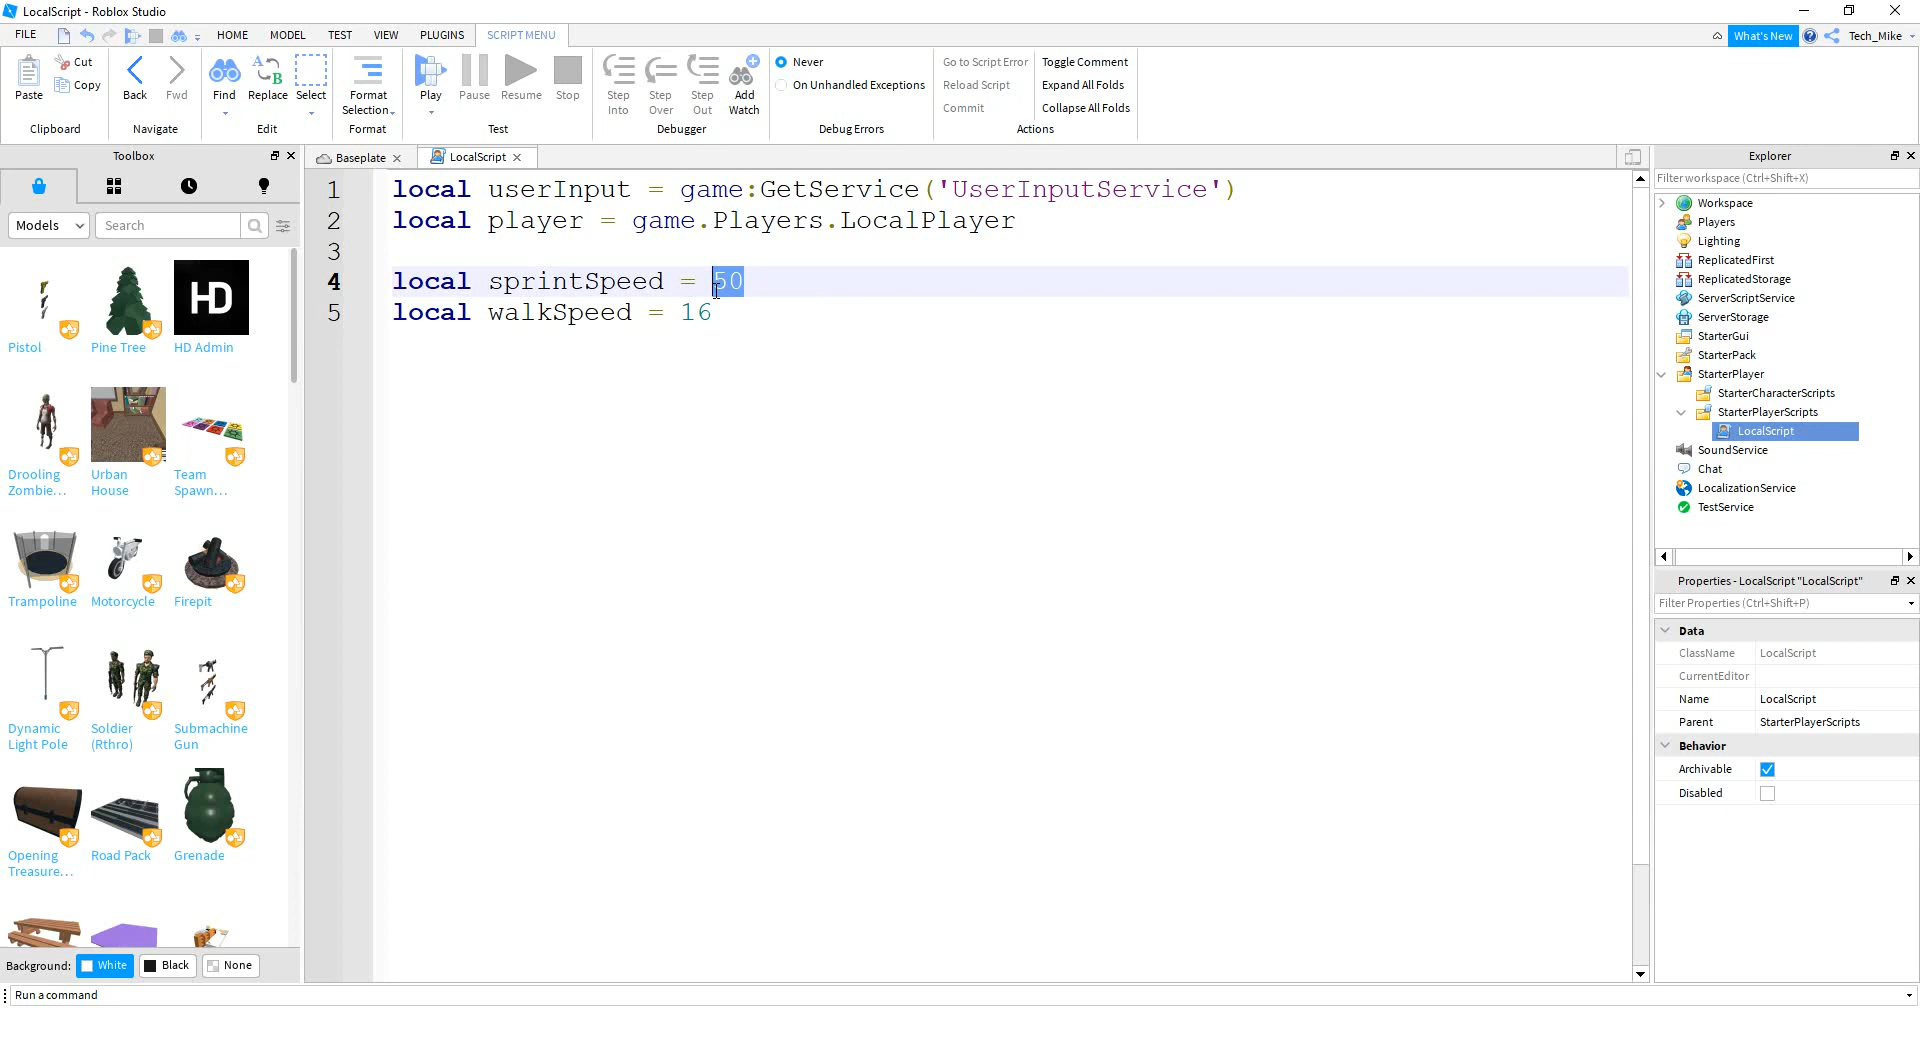 LocalScript - Roblox Studio
FILE
HOME
MODEL
TEST
VIEW
PLUGINS
SCRIPT MENU
What's New
Tech_Mike
Paste
Cut
Copy
Clipboard
Back
Fwd
Navigate
Find
Replace
Select
Edit
Format
Selection
Format
Play
Pause
Resume
Stop
Test
Step
Into
Step
Over
Step
Out
Add
Watch
Debugger
Never
On Unhandled Exceptions
Debug Errors
Go to Script Error
Reload Script
Commit
Toggle Comment
Expand All Folds
Collapse All Folds
Actions
Toolbox
Models
Search
Pistol
Pine Tree
HD
HD Admin
Drooling
Zombie...
Urban
House
Team
Spawn...
Trampoline
Motorcycle
Firepit
Dynamic
Light Pole
Soldier
(Rthro)
Submachine
Gun
Opening
Treasure...
Road Pack
Grenade
Background:
White
Black
None
Run a command
Baseplate
LocalScript
1 local userInput = game:GetService('UserInputService')
2 local player = game.Players.LocalPlayer
3
4 local sprintSpeed = 50
5 local walkSpeed = 16
Explorer
Filter workspace (Ctrl+Shift+X)
Workspace
Players
Lighting
ReplicatedFirst
ReplicatedStorage
ServerScriptService
ServerStorage
StarterGui
StarterPack
StarterPlayer
StarterCharacterScripts
StarterPlayerScripts
LocalScript
SoundService
Chat
LocalizationService
TestService
Properties - LocalScript "LocalScript"
Filter Properties (Ctrl+Shift+P)
Data
ClassName LocalScript
CurrentEditor
Name LocalScript
Parent StarterPlayerScripts
Behavior
Archivable
Disabled